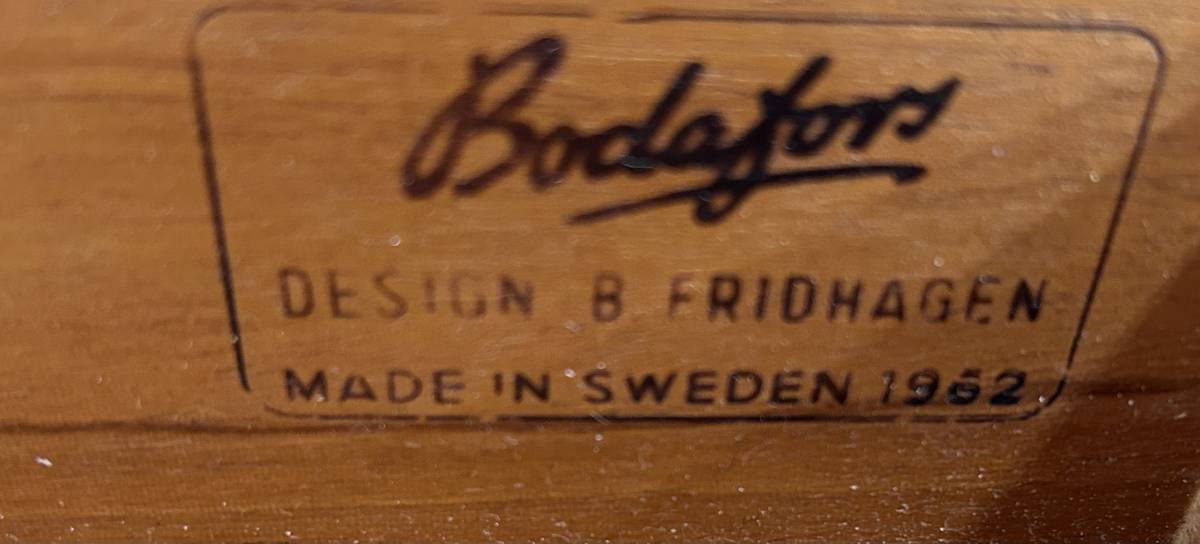 Bodafors
DESIGN B FRIDHAGEN
MADE IN SWEDEN 1962